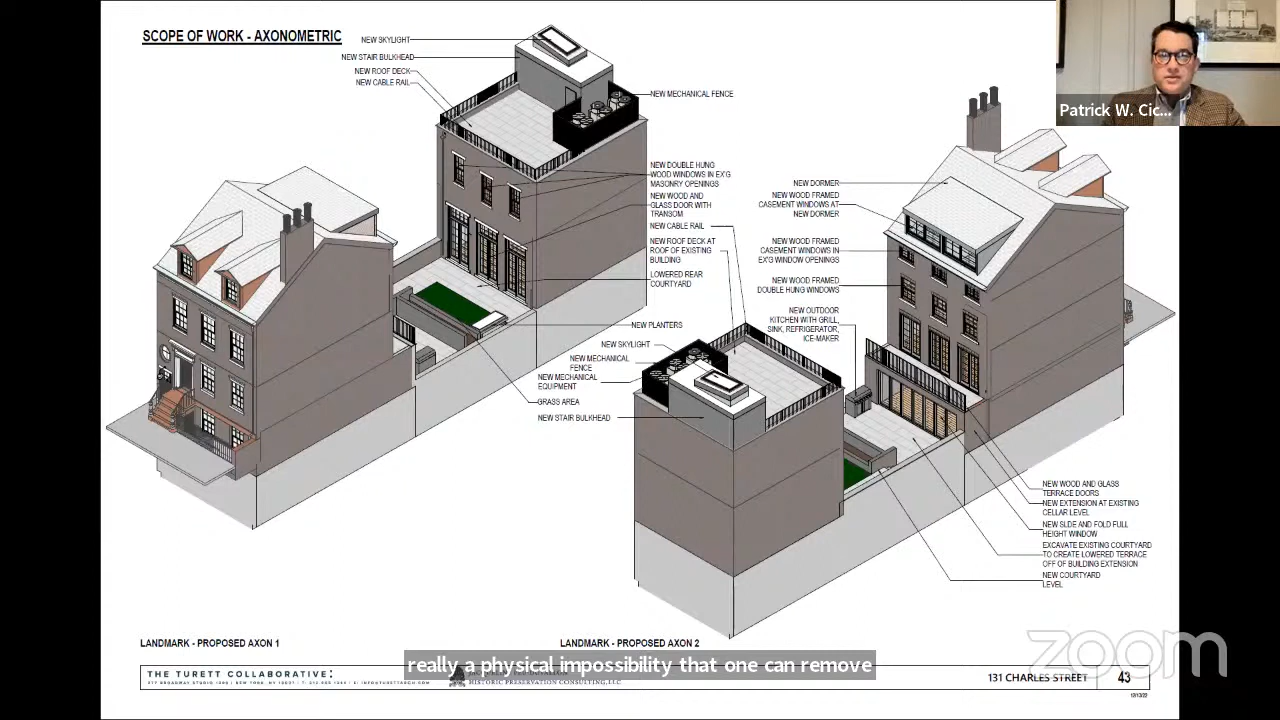 SCOPE OF WORK - AXONOMETRIC
NEW SKYLIGHT
NEW STAIR BULKHEAD
NEW ROOF DECK
NEW CABLE RAIL
NEW MECHANICAL FENCE
Patrick W. Cic...
NEW DOUBLE HUNG
WOOD WINDOWS IN EX'G
MASONRY OPENINGS
NEW WOOD AND
GLASS DOOR WITH
TRANSOM
NEW CABLE RAIL
NEW ROOF DECK AT
ROOF OF EXISTING
BUILDING
LOWERED REAR
COURTYARD
NEW PLANTERS
NEW SKYLIGHT
NEW MECHANICAL
FENCE
NEW MECHANICAL
EQUIPMENT
GRASS AREA
NEW STAIR BULKHEAD
NEW DORMER
NEW WOOD FRAMED
CASEMENT WINDOWS AT
NEW DORMER
NEW WOOD FRAMED
CASEMENT WINDOWS IN
EX'G WINDOW OPENINGS
NEW WOOD FRAMED
DOUBLE HUNG WINDOWS
NEW OUTDOOR
KITCHEN WITH GRILL,
SINK, REFRIGERATOR,
ICE-MAKER
NEW WOOD AND GLASS
TERRACE DOORS
NEW EXTENSION AT EXISTING
CELLAR LEVEL
NEW SLDE AND FOLD FULL
HEIGHT WINDOW
EXCAVATE EXISTING COURTYARD
TO CREATE LOWERED TERRACE
OFF OF BUILDING EXTENSION
NEW COURTYARD
LEVEL
LANDMARK - PROPOSED AXON 1
LANDMARK - PROPOSED AXON 2
really a physical impossibility that one can remove
THE TURETT COLLABORATIVE:
HISTORIC PRESERVATION CONSULTING, LLC
131 CHARLES STREET
43
zoom